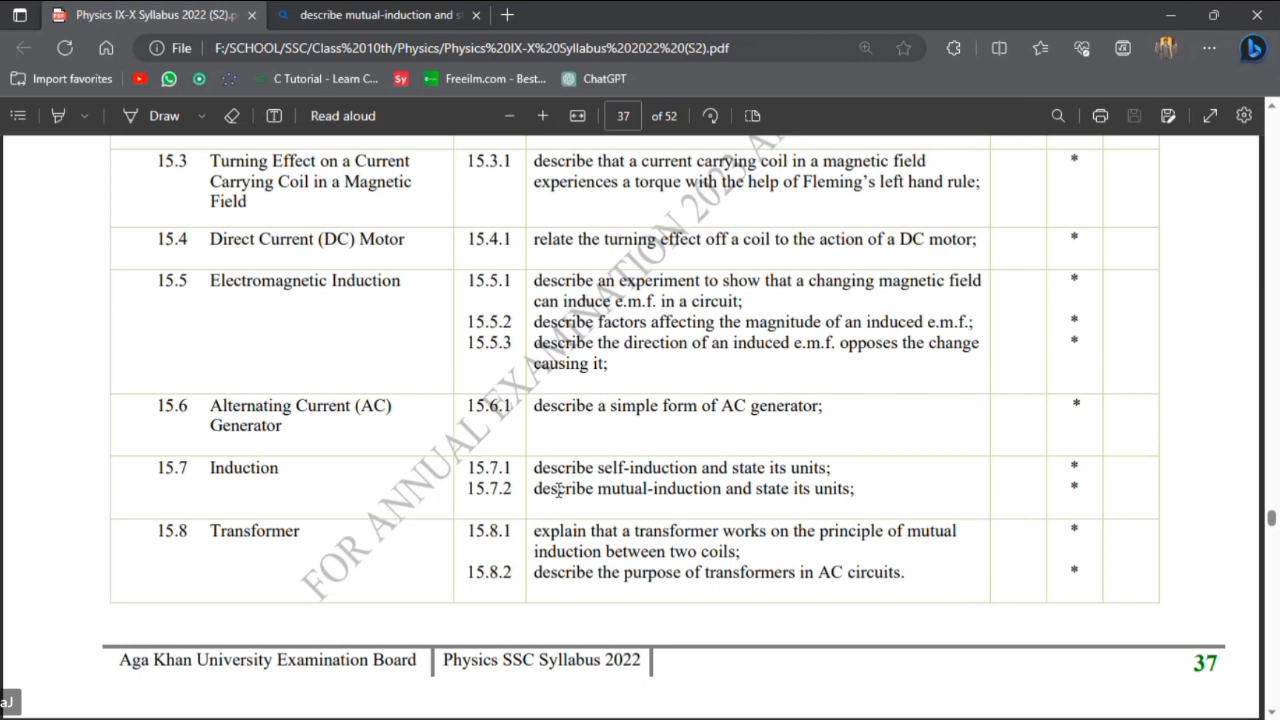 Physics IX-X Syllabus 2022 (S2).p
describe mutual-induction and st
File
F:/SCHOOL/SSC/Class%2010th/Physics/Physics%20IX-X%20Syllabus%202022%20(S2).pdf
Import favorites
C Tutorial - Learn C...
Sy
Freeilm.com - Best...
ChatGPT
Draw
Read aloud
37 of 52
15.3 Turning Effect on a Current 15.3.1 describe that a current carrying coil in a magnetic field *
Carrying Coil in a Magnetic experiences a torque with the help of Fleming's left hand rule;
Field
15.4 Direct Current (DC) Motor 15.4.1 relate the turning effect off a coil to the action of a DC motor; *
15.5 Electromagnetic Induction 15.5.1 describe an experiment to show that a changing magnetic field *
can induce e.m.f. in a circuit;
15.5.2 describe factors affecting the magnitude of an induced e.m.f.; *
15.5.3 describe the direction of an induced e.m.f. opposes the change *
causing it;
15.6 Alternating Current (AC) 15.6.1 describe a simple form of AC generator; *
Generator
15.7 Induction 15.7.1 describe self-induction and state its units; *
15.7.2 describe mutual-induction and state its units; *
15.8 Transformer 15.8.1 explain that a transformer works on the principle of mutual *
induction between two coils;
15.8.2 describe the purpose of transformers in AC circuits. *
FOR ANNUAL EXAMINATION 2023
Aga Khan University Examination Board
Physics SSC Syllabus 2022
37
aJ